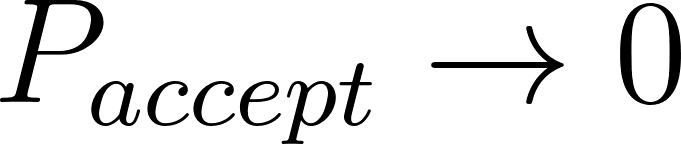 P_{accept} → 0